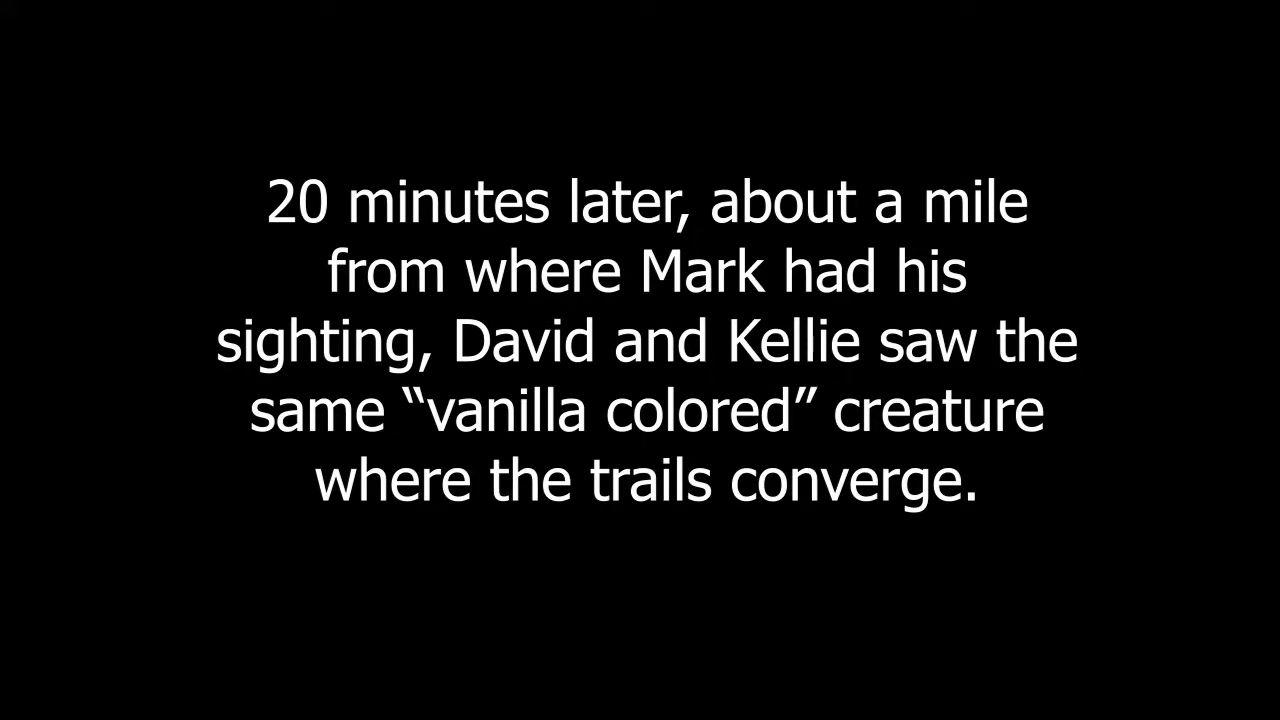 20 minutes later, about a mile
from where Mark had his
sighting, David and Kellie saw the
same “vanilla colored” creature
where the trails converge.